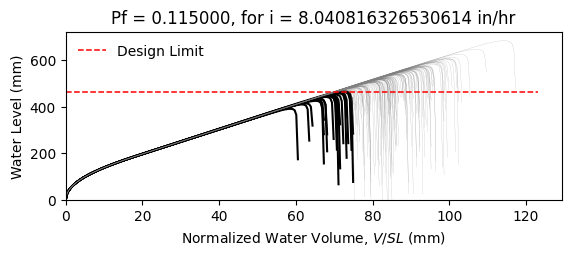 Pf = 0.115000, for i = 8.040816326530614 in/hr
Design Limit
Water Level (mm)
600
400
200
0
0 20 40 60 80 100 120
Normalized Water Volume, V/SL (mm)